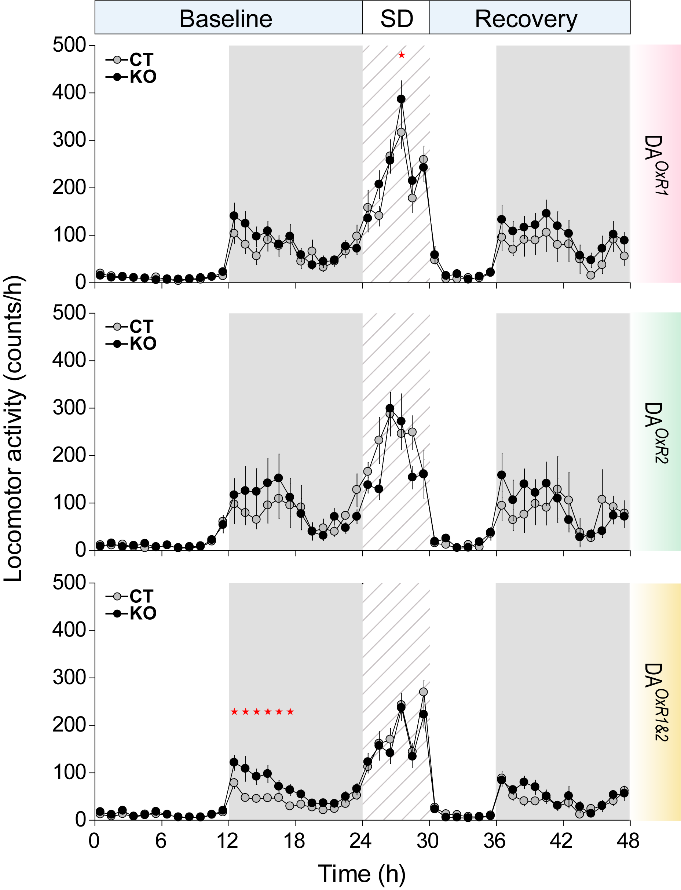 Baseline SD Recovery
500
400
300
200
100
0
CT
KO
DA^OxR1
Locomotor activity (counts/h)
500
400
300
200
100
0
CT
KO
DA^OxR2
500
400
300
200
100
0
CT
KO
DA^OxR1&2
0 6 12 18 24 30 36 42 48
Time (h)